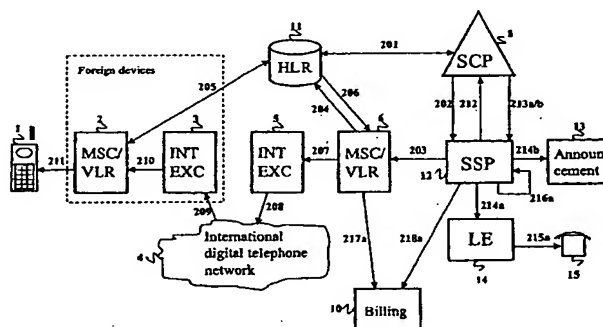 11
HLR
201
SCP
8
Foreign devices
205
206
204
202
212
213a/b
13
1
2
MSC/
VLR
3
INT
EXC
5
INT
EXC
6
MSC/
VLR
211
210
207
203
SSP
12
214b
Announ
cement
216a
209
208
214a
4
International
digital telephone
network
217a
218a
LE
14
215a
15
10
Billing